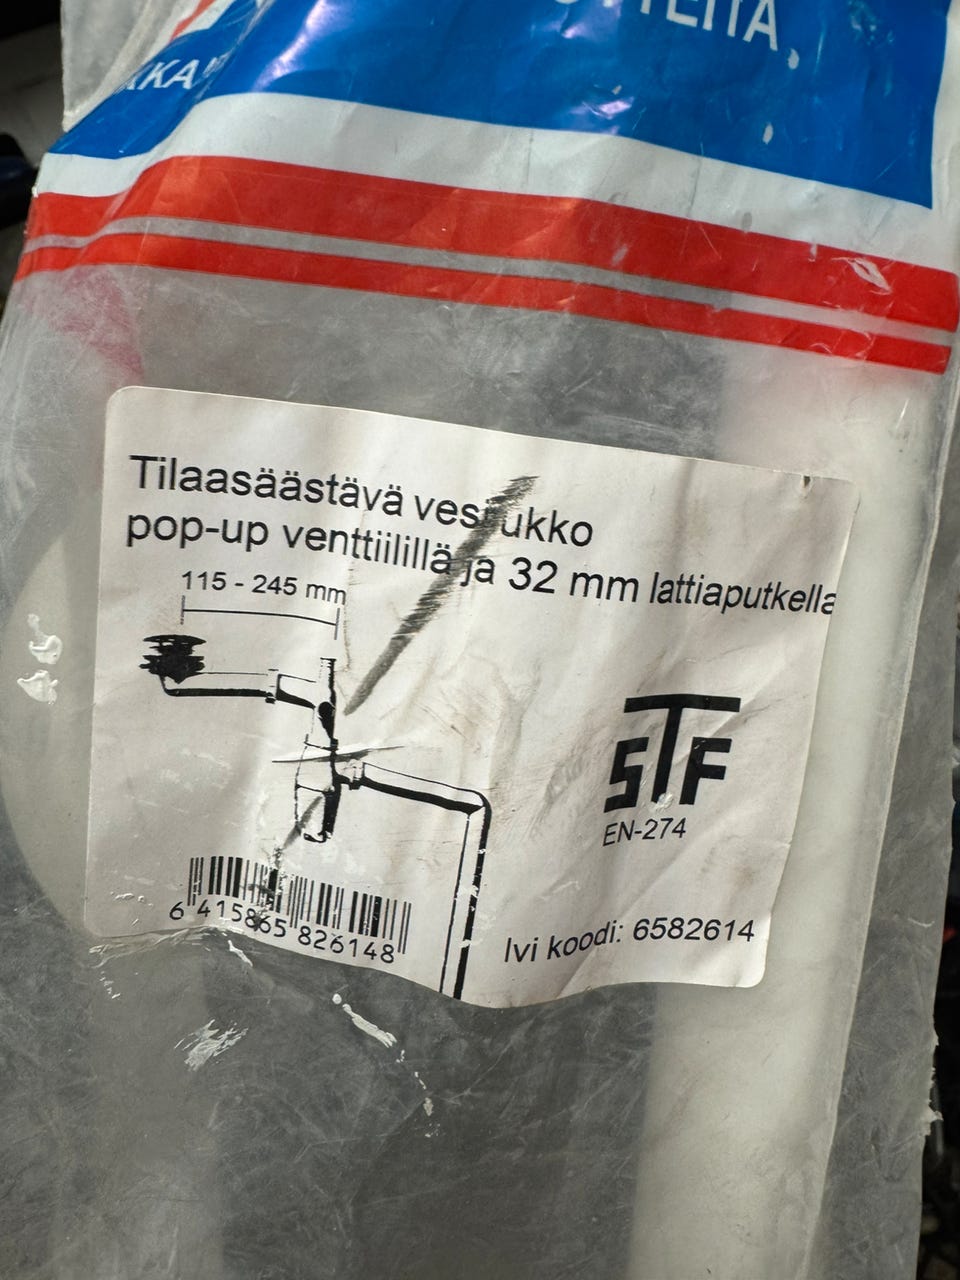 Tilaasäästävä vesilukko
pop-up venttiilillä ja 32 mm lattiaputkella
115 - 245 mm
STF
EN-274
6 415865 826148
lvi koodi: 6582614